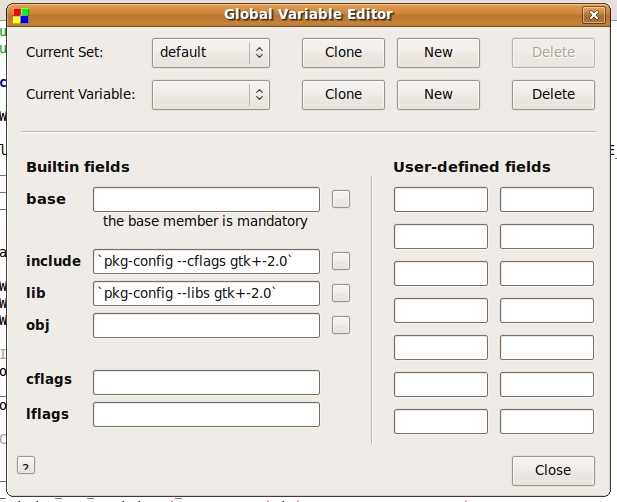 Global Variable Editor
Current Set: default Clone New Delete
Current Variable: Clone New Delete
Builtin fields User-defined fields
base
the base member is mandatory
include `pkg-config --cflags gtk+-2.0`
lib `pkg-config --libs gtk+-2.0`
obj
cflags
lflags
? Close